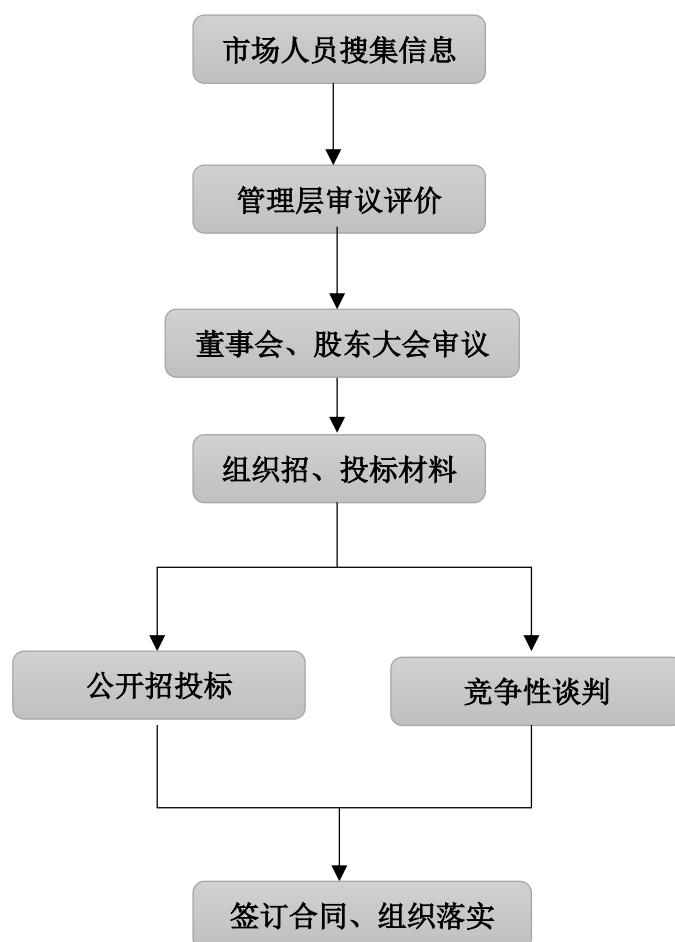 市场人员搜集信息
管理层审议评价
董事会、股东大会审议
组织招、投标材料
公开招投标
竞争性谈判
签订合同、组织落实